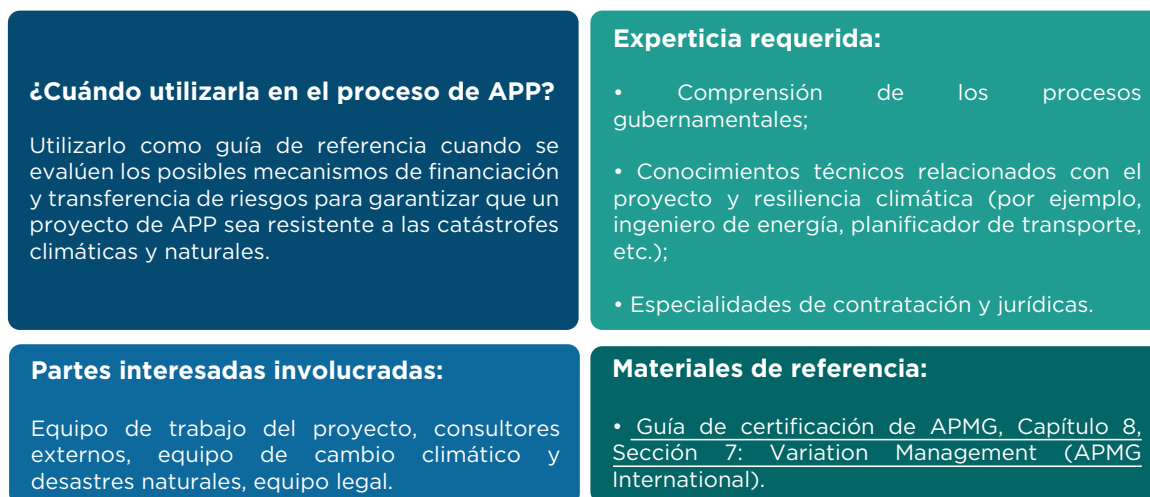 ¿Cuándo utilizarla en el proceso de APP?
Utilizarlo como guía de referencia cuando se
evalúen los posibles mecanismos de financiación
y transferencia de riesgos para garantizar que un
proyecto de APP sea resistente a las catástrofes
climáticas y naturales.
Experticia requerida:
• Comprensión de los procesos
gubernamentales;
• Conocimientos técnicos relacionados con el
proyecto y resiliencia climática (por ejemplo,
ingeniero de energía, planificador de transporte,
etc.);
• Especialidades de contratación y jurídicas.
Partes interesadas involucradas:
Equipo de trabajo del proyecto, consultores
externos, equipo de cambio climático y
desastres naturales, equipo legal.
Materiales de referencia:
• Guía de certificación de APMG, Capítulo 8,
Sección 7: Variation Management (APMG
International).